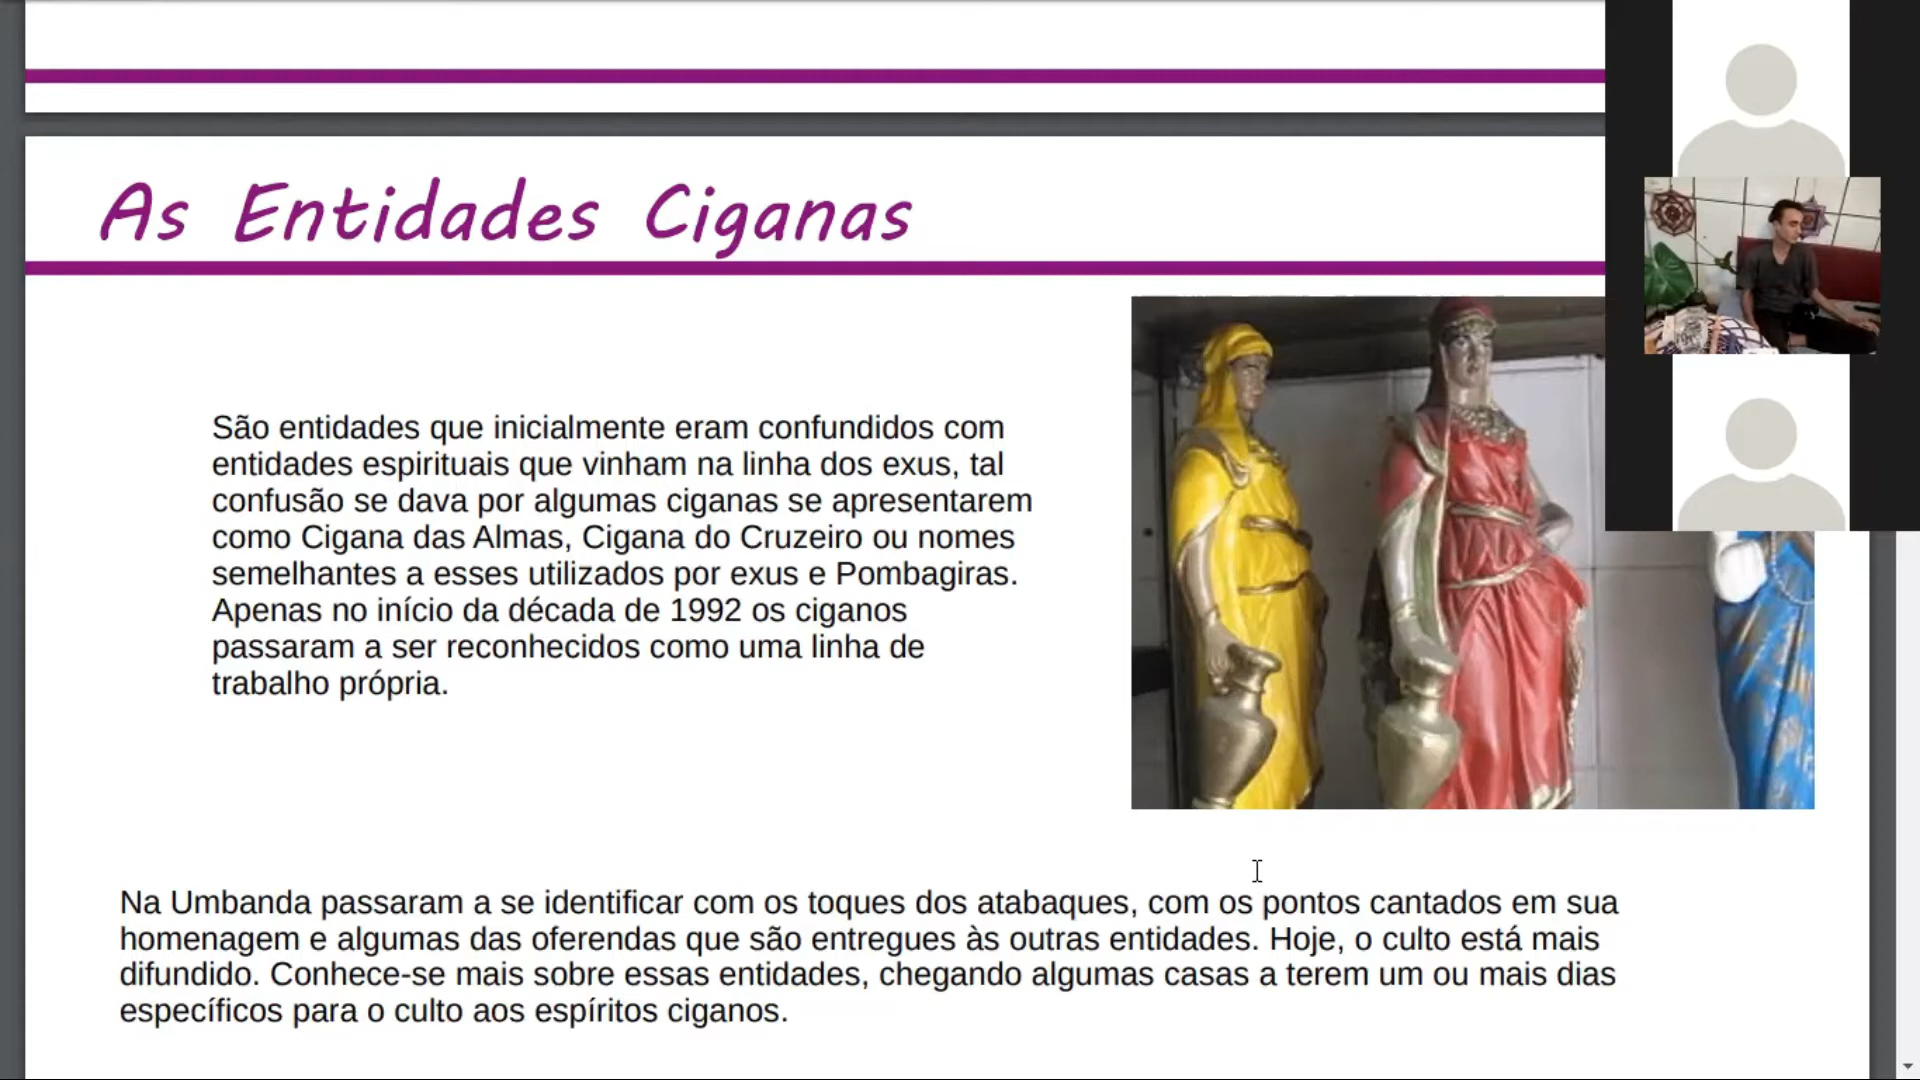 As Entidades Ciganas
São entidades que inicialmente eram confundidos com
entidades espirituais que vinham na linha dos exus, tal
confusão se dava por algumas ciganas se apresentarem
como Cigana das Almas, Cigana do Cruzeiro ou nomes
semelhantes a esses utilizados por exus e Pombagiras.
Apenas no início da década de 1992 os ciganos
passaram a ser reconhecidos como uma linha de
trabalho própria.
Na Umbanda passaram a se identificar com os toques dos atabaques, com os pontos cantados em sua
homenagem e algumas das oferendas que são entregues às outras entidades. Hoje, o culto está mais
difundido. Conhece-se mais sobre essas entidades, chegando algumas casas a terem um ou mais dias
específicos para o culto aos espíritos ciganos.